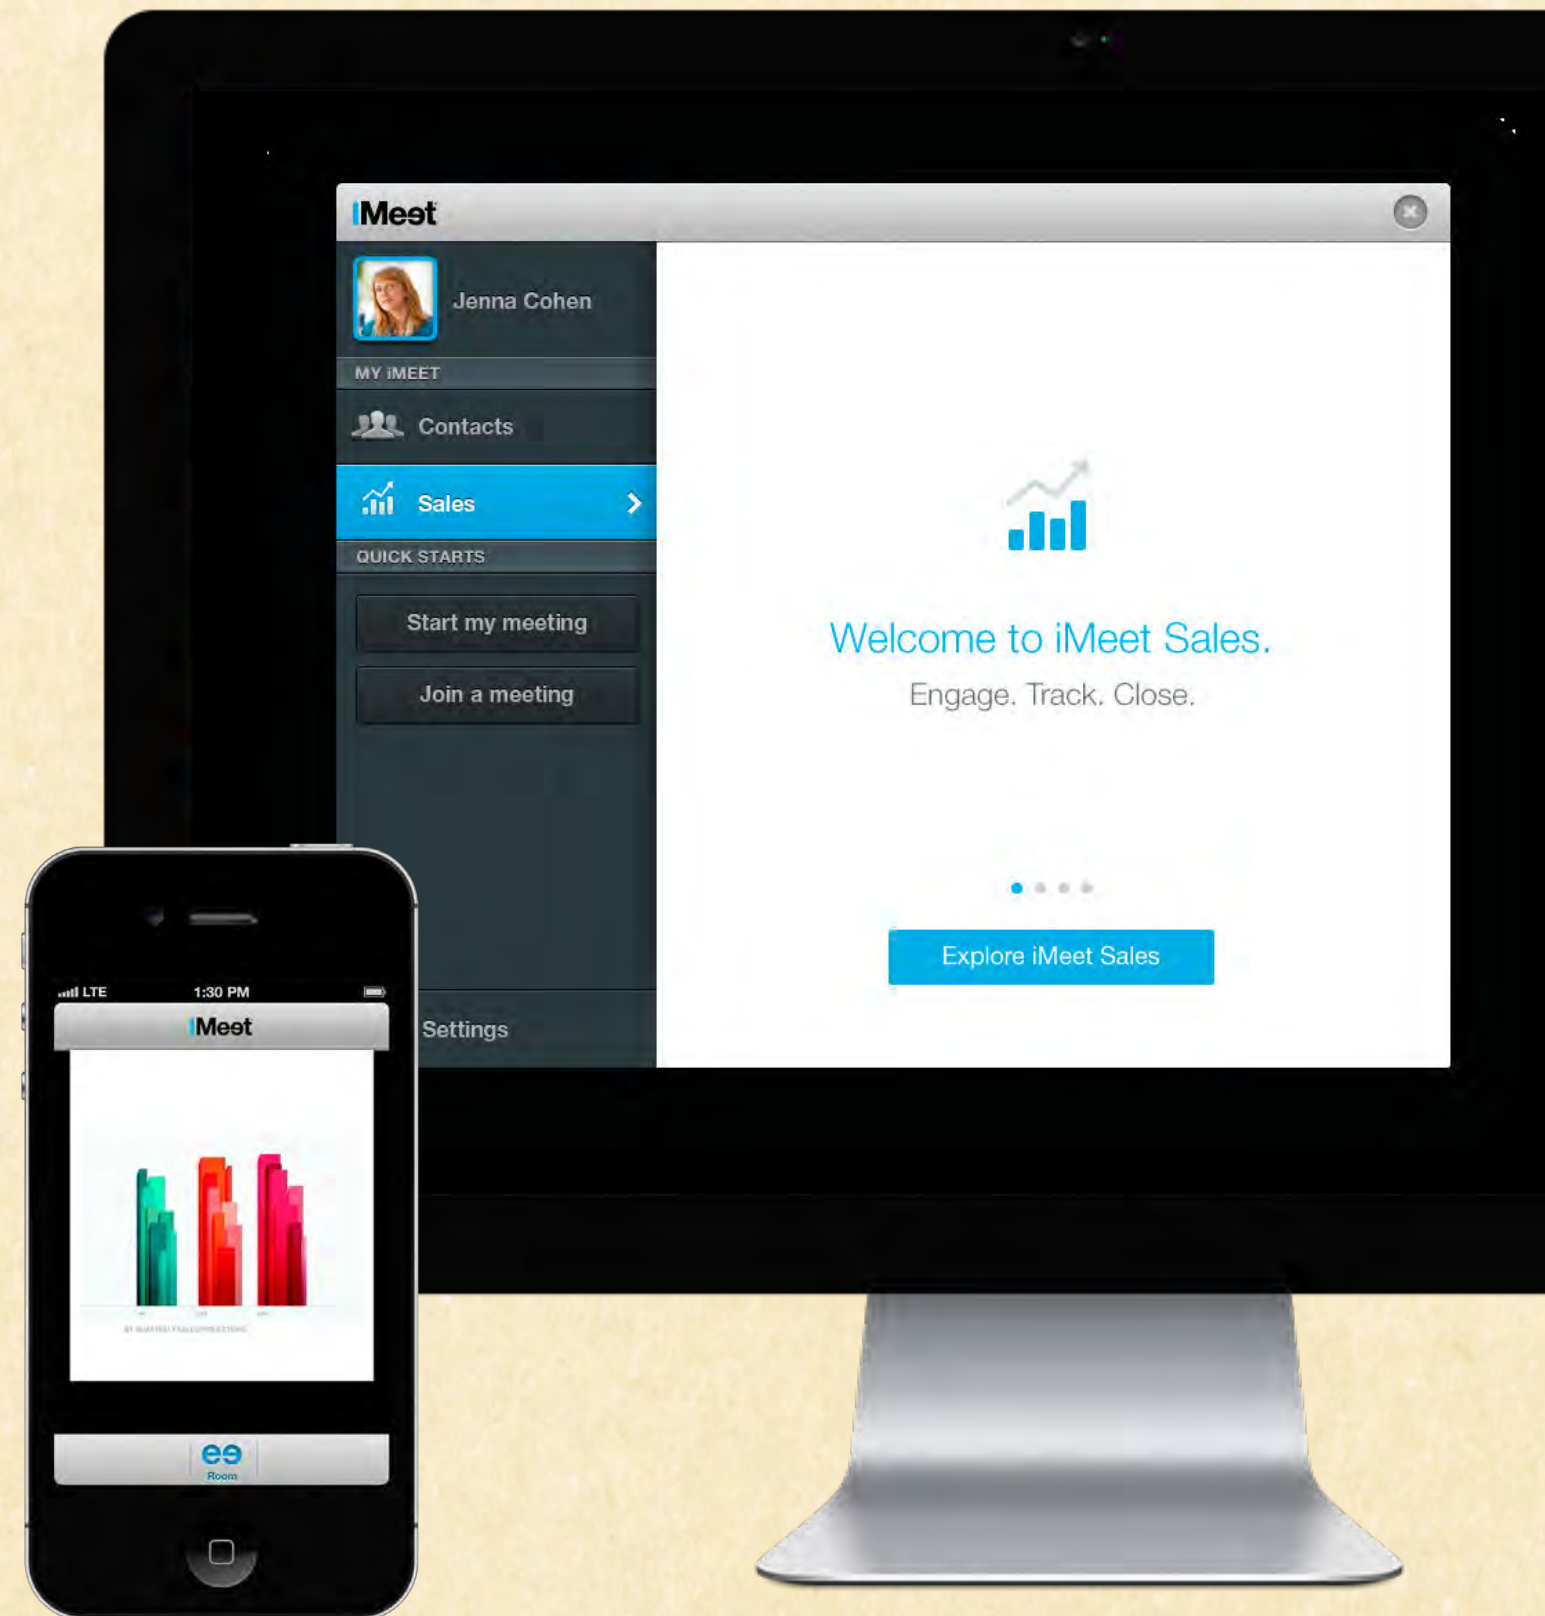 iMeet
Jenna Cohen
MY iMEET
Contacts
Sales
QUICK STARTS
Start my meeting
Join a meeting
Settings
Welcome to iMeet Sales.
Engage. Track. Close.
Explore iMeet Sales
LTE 1:30 PM
iMeet
Room